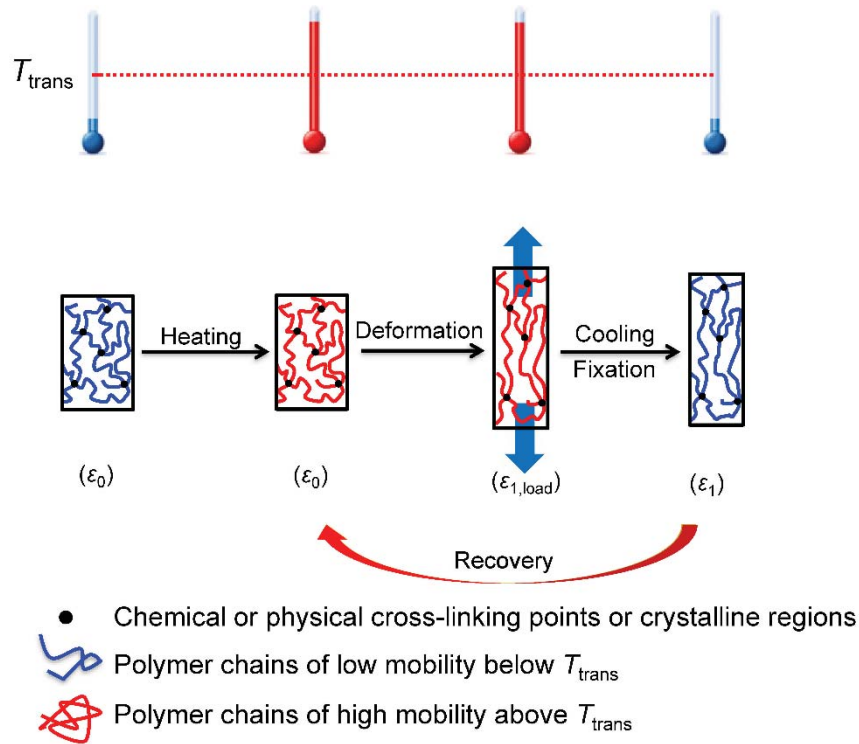 T_trans
Heating
Deformation
Cooling
Fixation
(ε₀)
(ε₀)
(ε₁,load)
(ε₁)
Recovery
Chemical or physical cross-linking points or crystalline regions
Polymer chains of low mobility below T_trans
Polymer chains of high mobility above T_trans